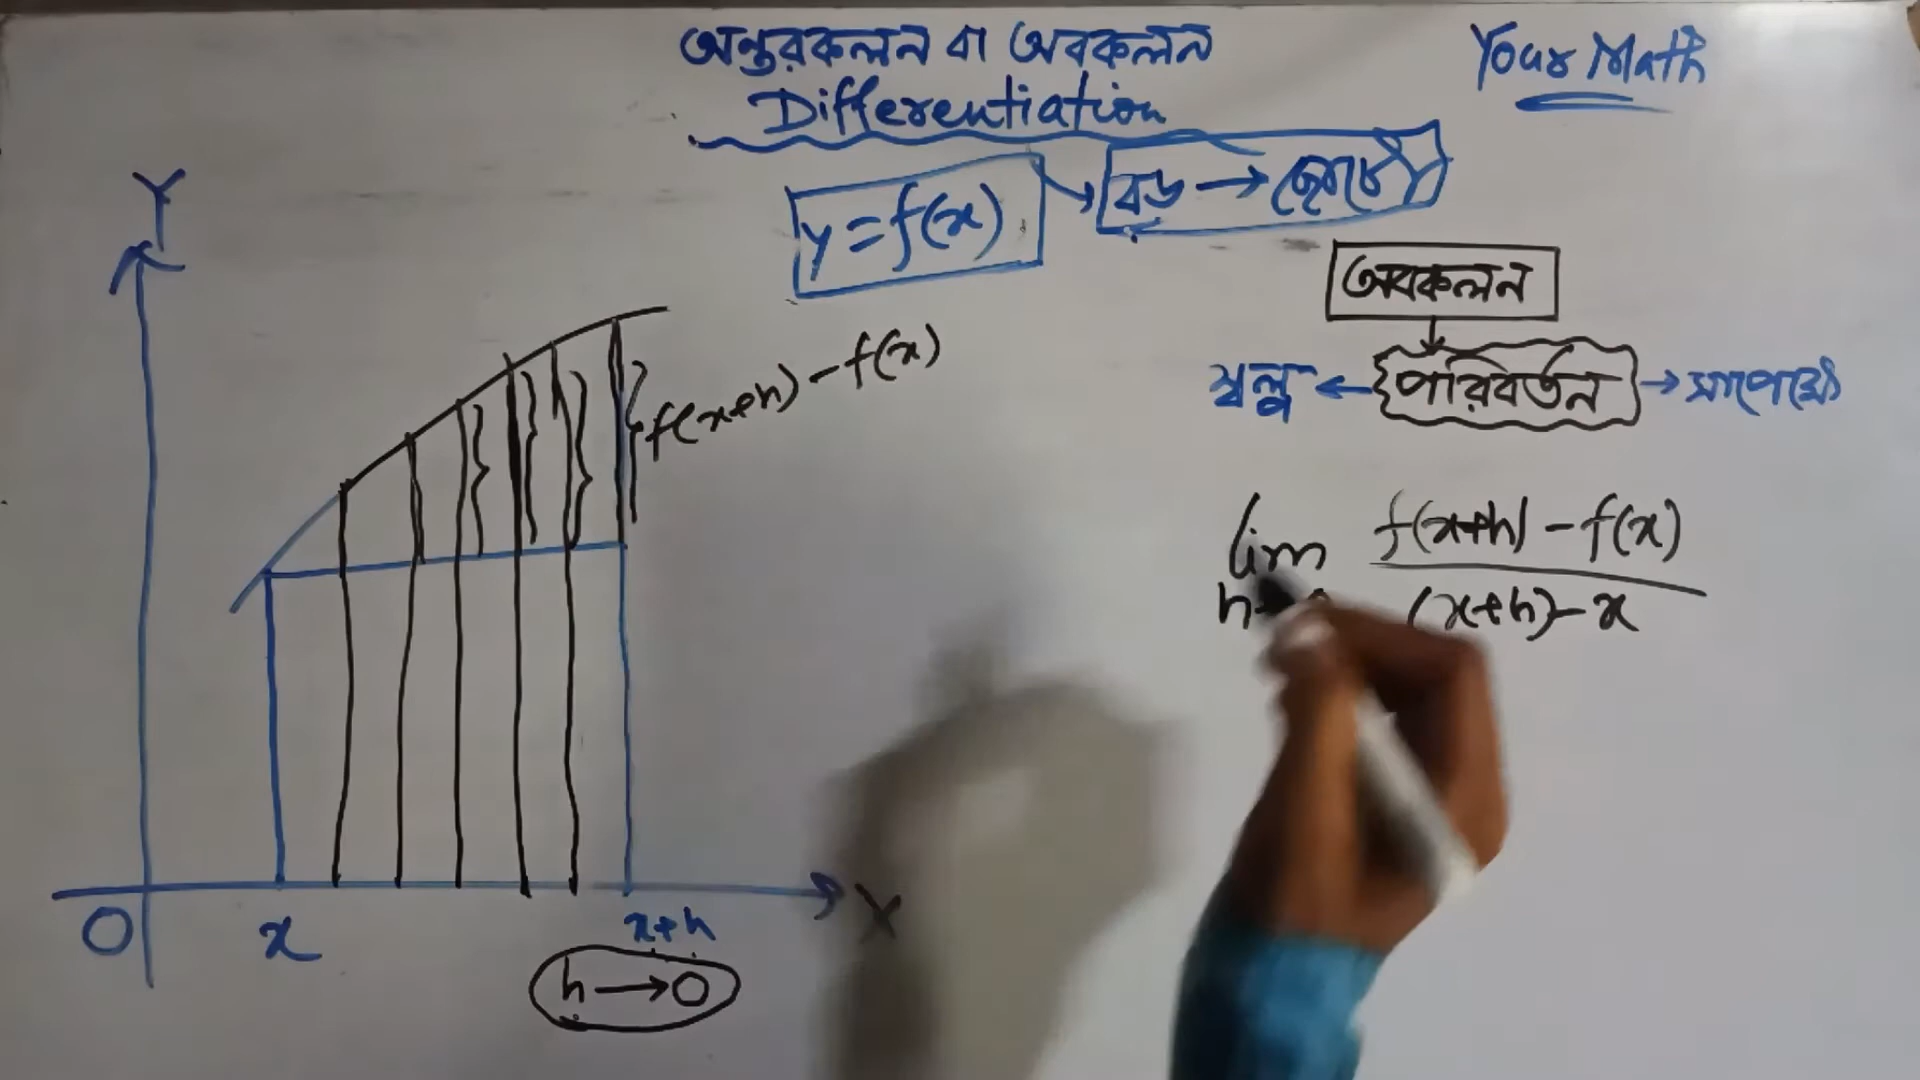 অন্তরকলন বা অবকলন
Differentiation
Your Math
y = f(x)
বড় → ছোট
অবকলন
স্বল্প ← পরিবর্তন → সাপেক্ষে
Y
f(x+h) - f(x)
lim f(x+h) - f(x)
h (x+h) - x
O x x+h X
h → 0